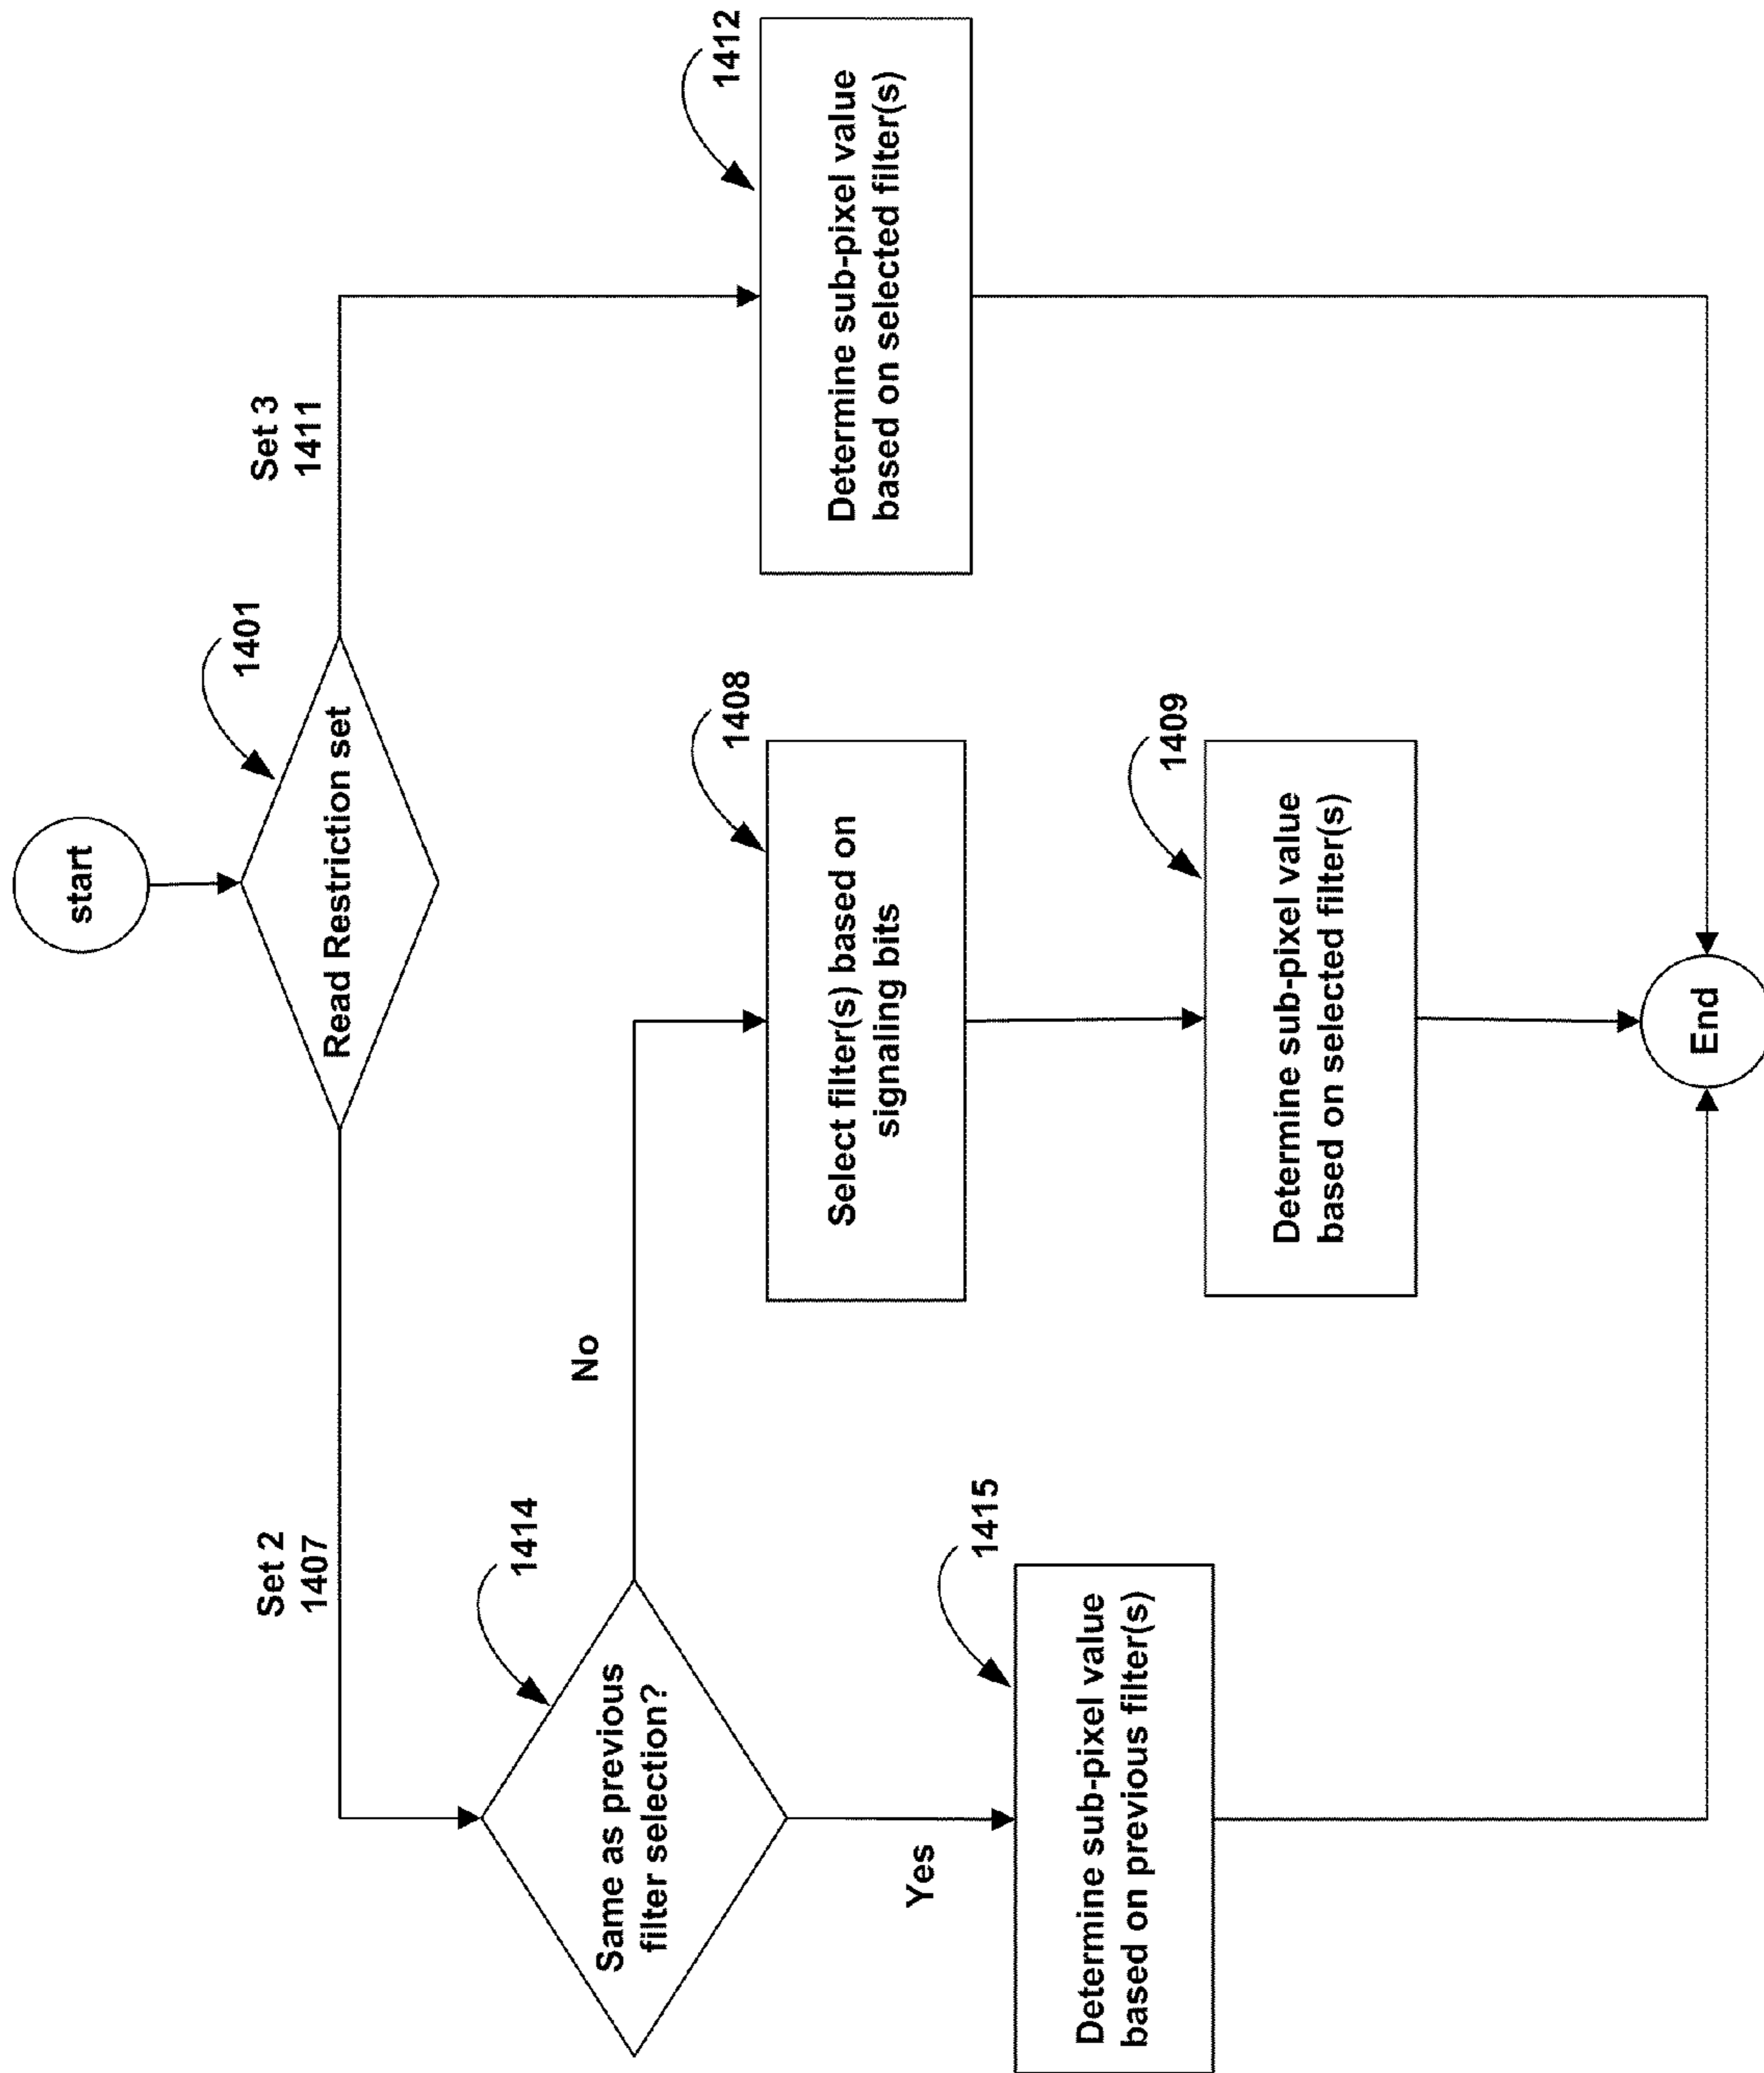 start
1401
Read Restriction set
Set 2
1407
Set 3
1411
1414
Same as previous
filter selection?
No
Yes
1408
Select filter(s) based on
signaling bits
1412
Determine sub-pixel value
based on selected filter(s)
1415
Determine sub-pixel value
based on previous filter(s)
1409
Determine sub-pixel value
based on selected filter(s)
End